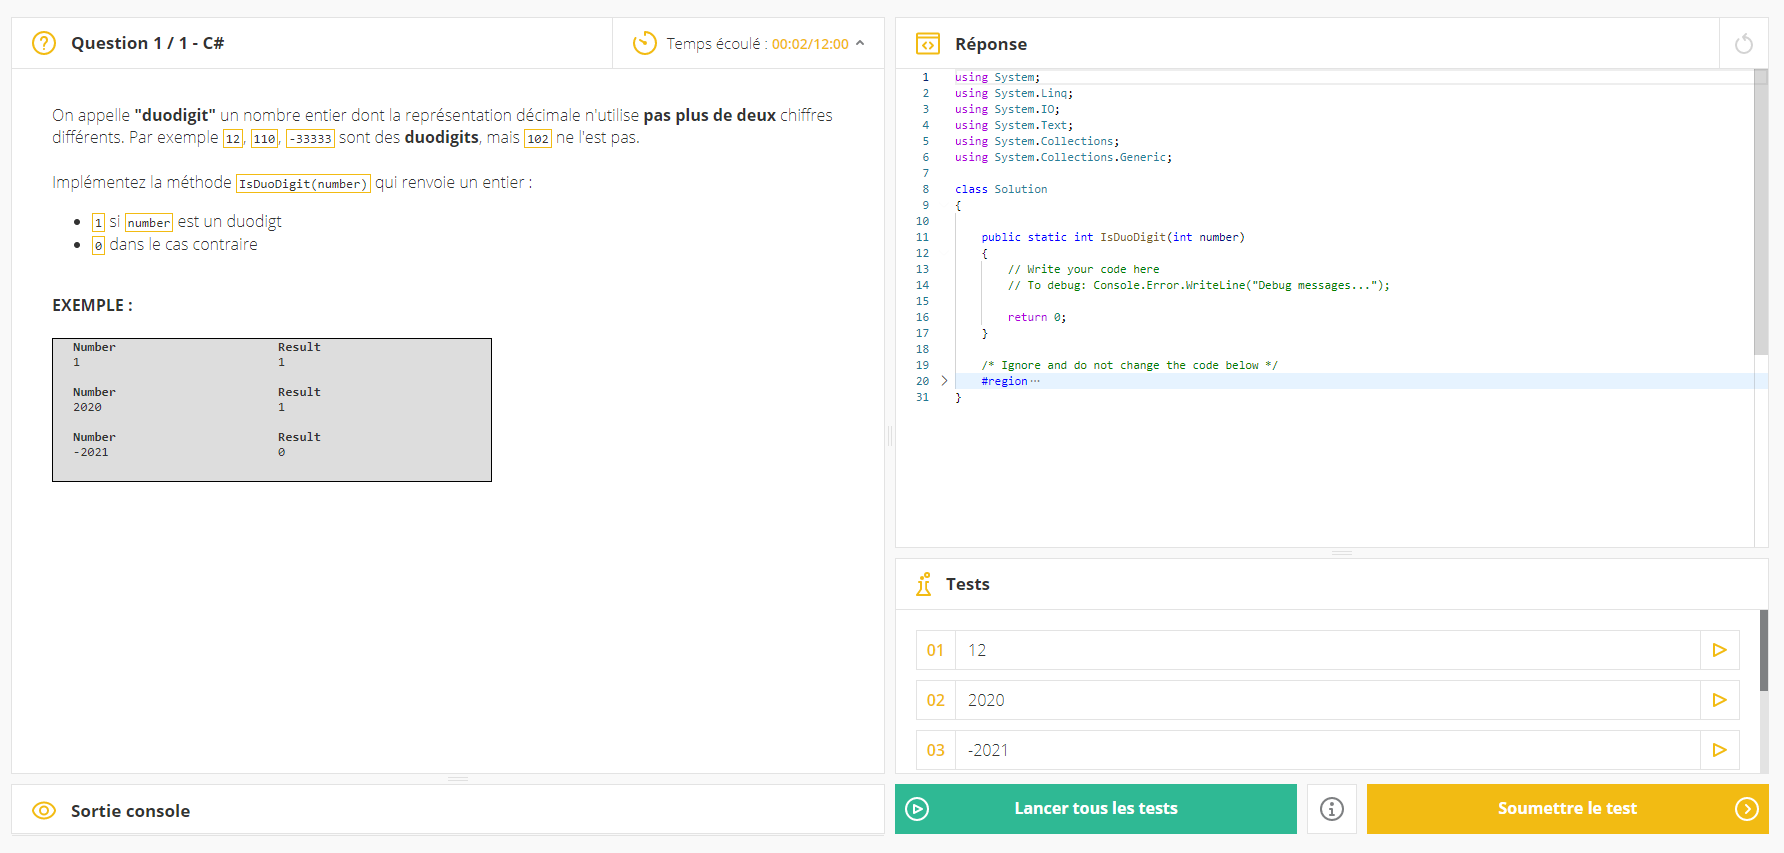 Question 1 / 1 - C#
Temps écoulé : 00:02/12:00
On appelle "duodigit" un nombre entier dont la représentation décimale n'utilise pas plus de deux chiffres
différents. Par exemple 12, 110, -33333 sont des duodigits, mais 102 ne l'est pas.
Implémentez la méthode IsDuoDigit(number) qui renvoie un entier :
1 si number est un duodigt
0 dans le cas contraire
EXEMPLE :
Number Result
1 1
Number Result
2020 1
Number Result
-2021 0
Sortie console
Réponse
1 using System;
2 using System.Linq;
3 using System.IO;
4 using System.Text;
5 using System.Collections;
6 using System.Collections.Generic;
7
8 class Solution
9 {
10
11 public static int IsDuoDigit(int number)
12 {
13 // Write your code here
14 // To debug: Console.Error.WriteLine("Debug messages...");
15
16 return 0;
17 }
18
19 /* Ignore and do not change the code below */
20 #region ···
31 }
Tests
01 12
02 2020
03 -2021
Lancer tous les tests
Soumettre le test